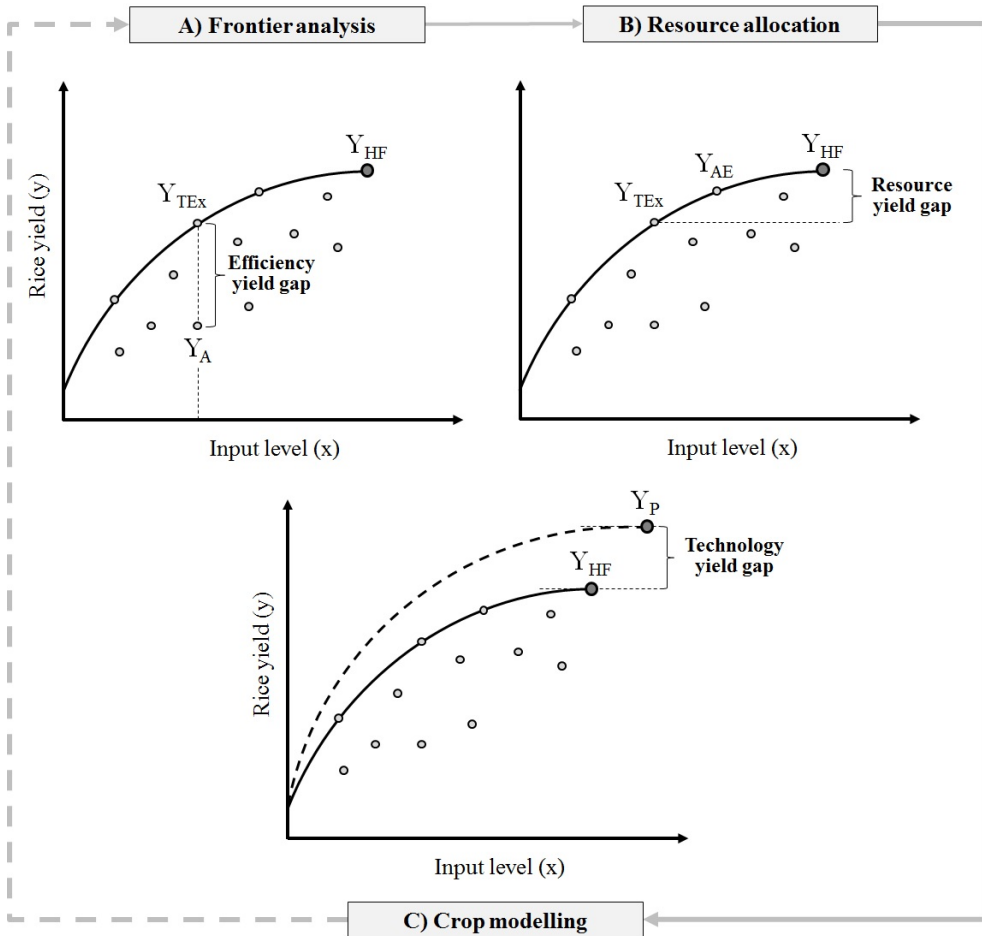 A) Frontier analysis
B) Resource allocation
Y_HF
Y_TEx
Efficiency
yield gap
Y_A
Rice yield (y)
Input level (x)
Y_HF
Y_AE
Y_TEx
Resource
yield gap
Rice yield (y)
Input level (x)
Y_P
Y_HF
Technology
yield gap
Rice yield (y)
Input level (x)
C) Crop modelling